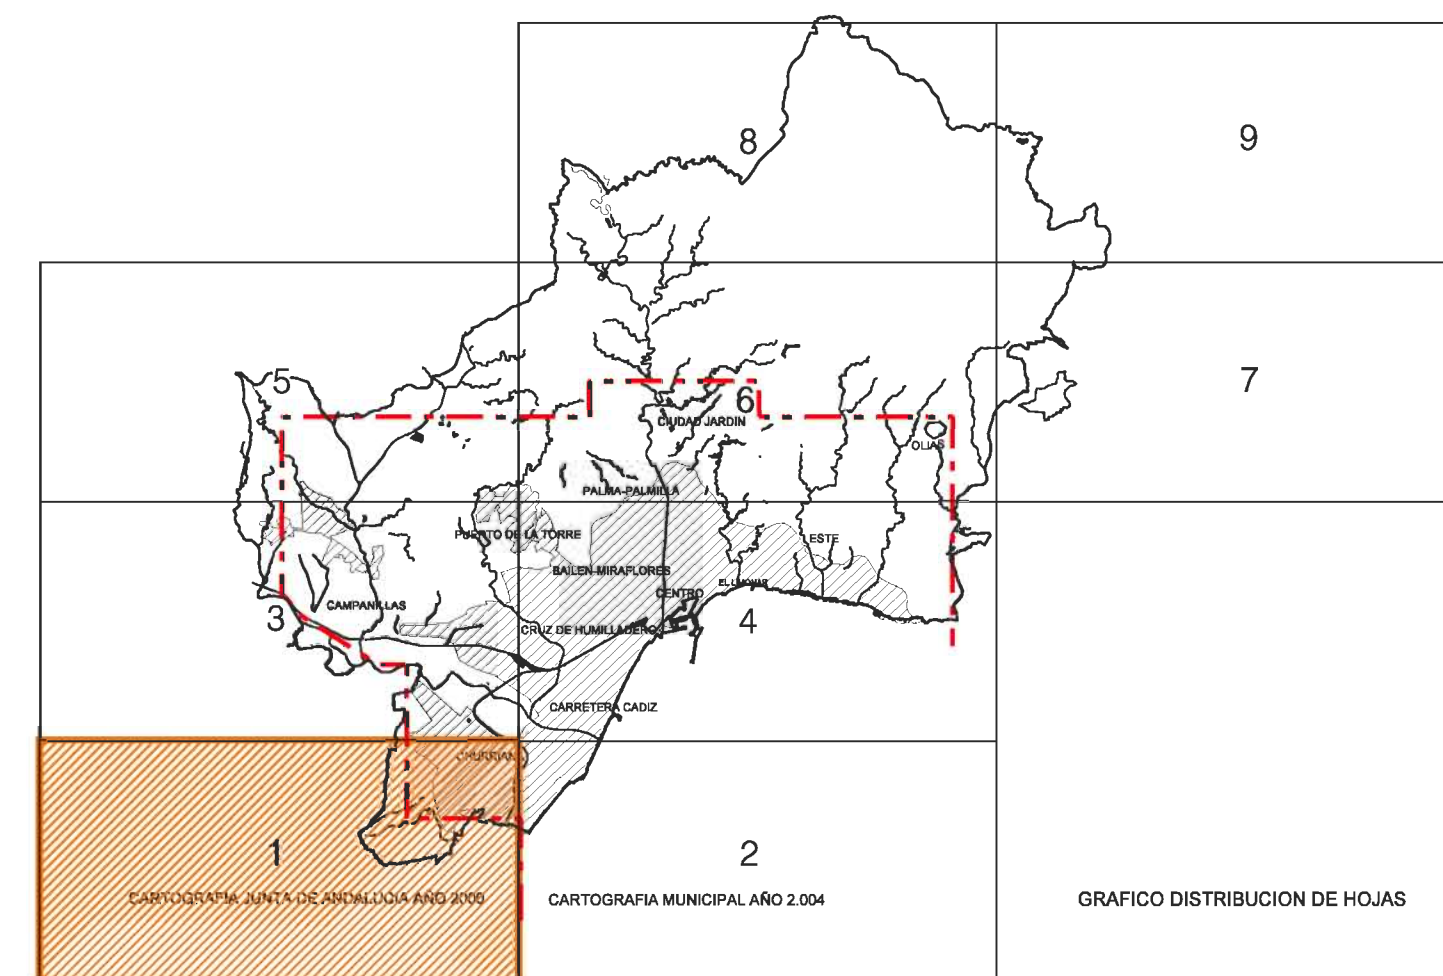 8
9
5
6
7
CIUDAD JARDIN
OLIAS
PALMA-PALMILLA
PUERTO DE LA TORRE
LESTE
BAILEN MIRAFLORES
CENTRO
CAMPANILLAS
3
4
CRUZ DE HUMILLADERO
CARRETERA CADIZ
CHURRIANA
1
2
CARTOGRAFIA JUNTA DE ANDALUCIA AÑO 2000
CARTOGRAFIA MUNICIPAL AÑO 2.004
GRAFICO DISTRIBUCION DE HOJAS